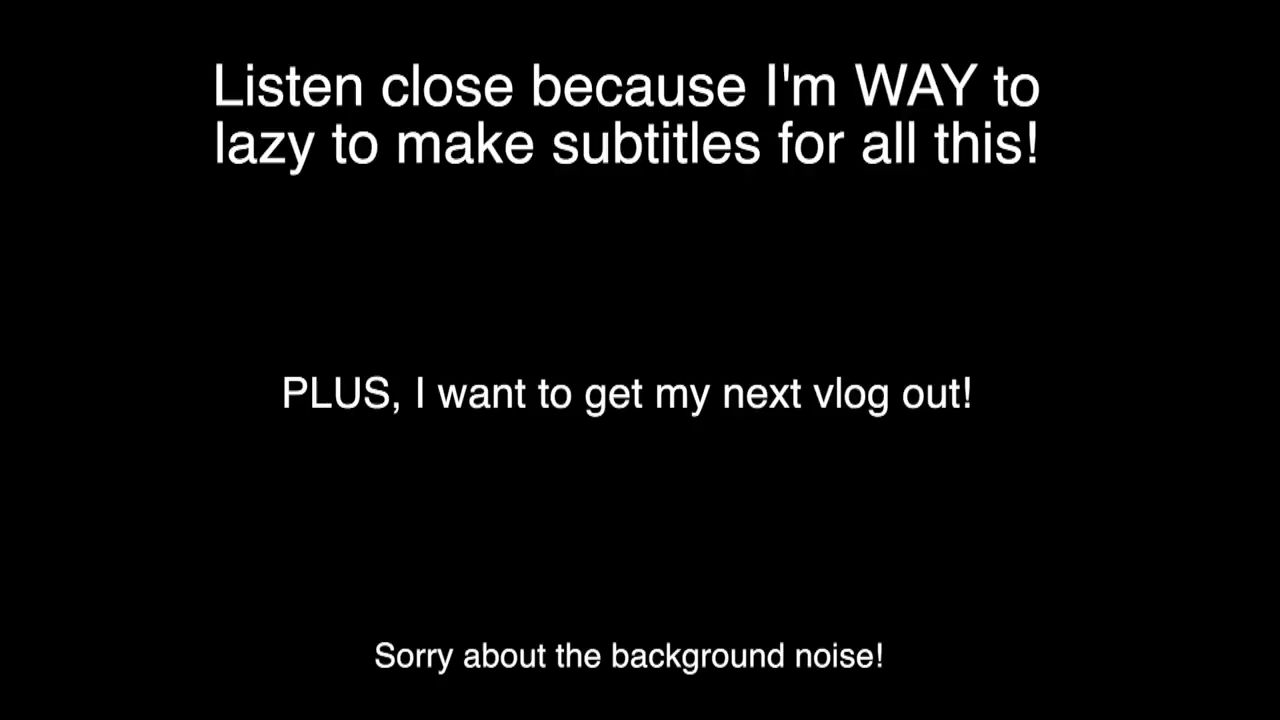 Listen close because I'm WAY to
lazy to make subtitles for all this!
PLUS, I want to get my next vlog out!
Sorry about the background noise!